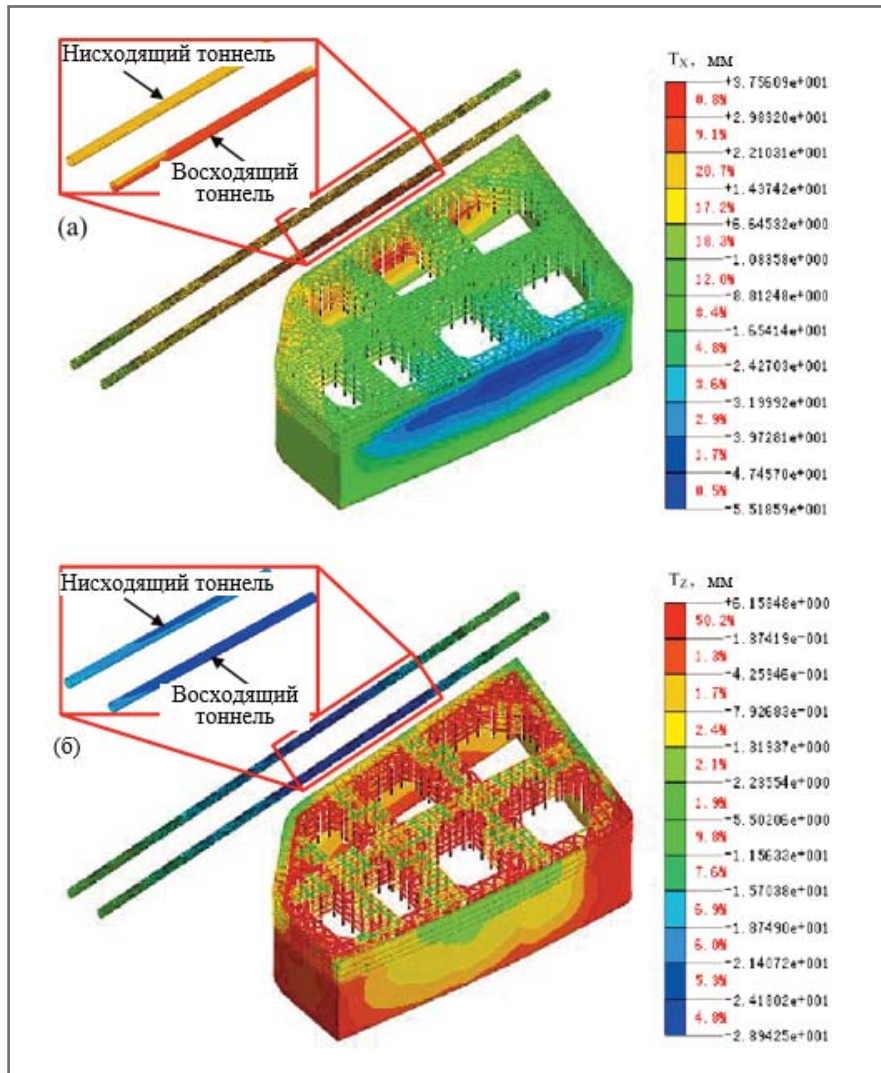 Нисходящий тоннель
Восходящий
тоннель
(а)
Tx, мм
+3.75609e+001
0.8%
+2.98320e+001
9.1%
+2.21031e+001
20.7%
+1.43742e+001
17.2%
+6.64532e+000
18.3%
-1.08358e+000
12.0%
-8.81248e+000
8.4%
-1.65414e+001
4.8%
-2.42703e+001
3.6%
-3.19992e+001
2.9%
-3.97281e+001
1.7%
-4.74570e+001
0.5%
-5.51859e+001
Нисходящий тоннель
Восходящий
тоннель
(б)
Tz, мм
+6.15848e+000
50.2%
-1.87419e-001
1.3%
-4.25946e-001
1.7%
-7.92683e-001
2.4%
-1.31937e+000
2.1%
-2.28554e+000
1.9%
-5.50206e+000
9.8%
-1.15633e+001
7.6%
-1.57038e+001
6.9%
-1.87490e+001
6.0%
-2.14072e+001
5.3%
-2.41802e+001
4.8%
-2.89425e+001